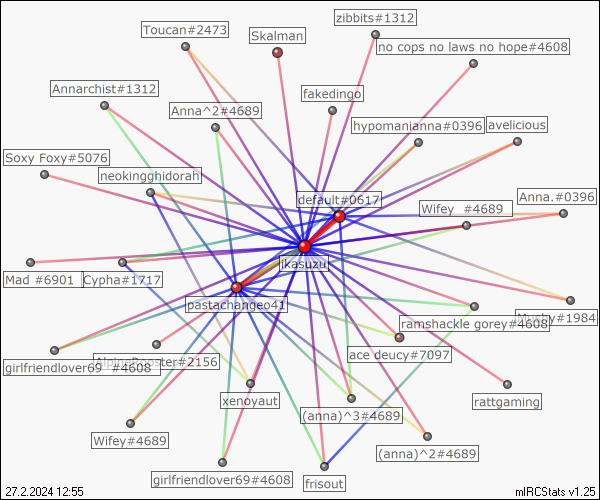 zibbits#1312
Toucan#2473
Skalman
no cops no laws no hope#4608
Annarchist#1312
fakedingo
Anna^2#4689
hypomanianna#0396
avelicious
Soxy Foxy#5076
neokingghidorah
default#0617
Wifey #4689
Anna.#0396
jkasuzu
Mad #6901
Cypha#1717
pastachangeo41
Mushy#1984
ramshackle gorey#4608
ace deucy#7097
AlpineRooster#2156
girlfriendlover69 #4608
xenoyaut
rattgaming
(anna)^3#4689
Wifey#4689
(anna)^2#4689
girlfriendlover69#4608
frisout
27.2.2024 12:55
mIRCStats v1.25